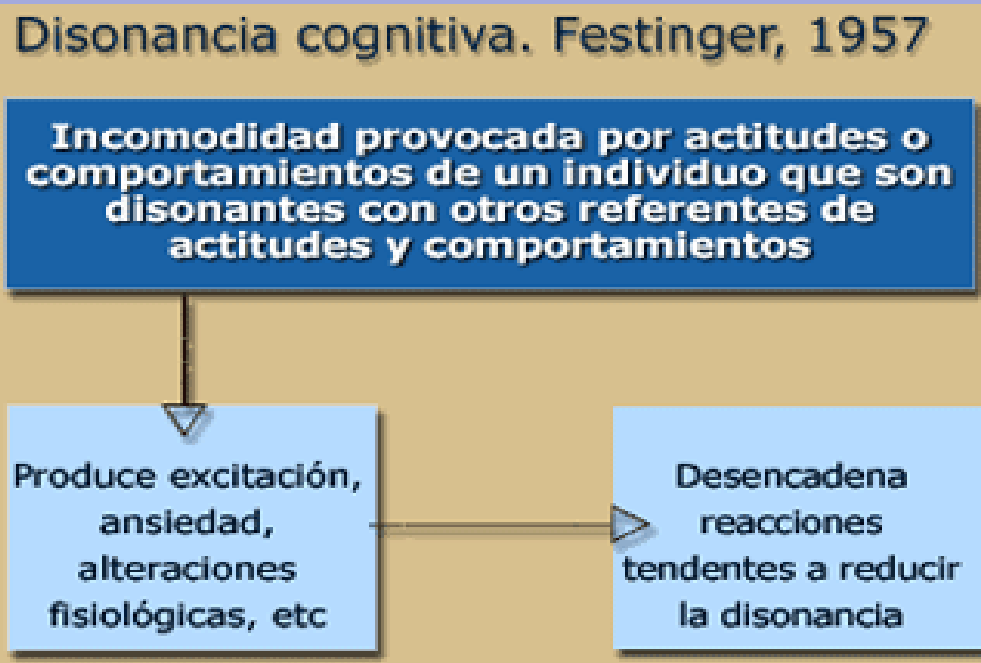 Disonancia cognitiva. Festinger, 1957
Incomodidad provocada por actitudes o
comportamientos de un individuo que son
disonantes con otros referentes de
actitudes y comportamientos
Produce excitación,
ansiedad,
alteraciones
fisiológicas, etc
Desencadena
reacciones
tendentes a reducir
la disonancia